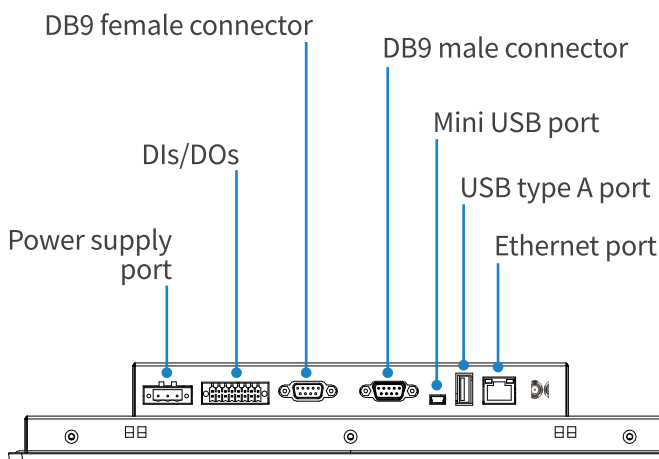 DB9 female connector
DB9 male connector
Mini USB port
DIs/DOs
USB type A port
Power supply
port
Ethernet port